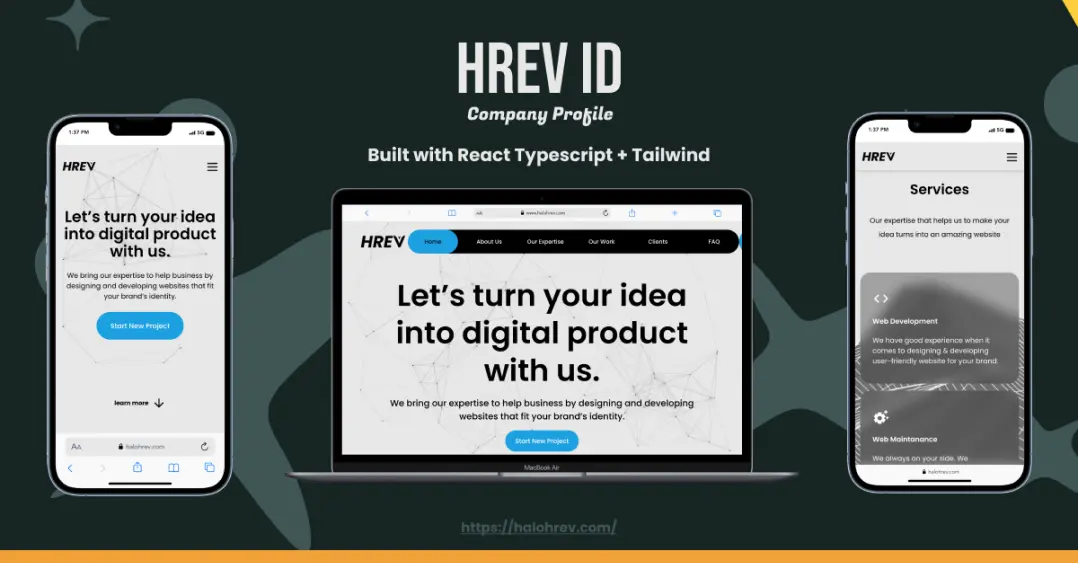 HREV ID
Company Profile
Built with React Typescript + Tailwind
1:37 PM
5G
HREV
Let's turn your idea
into digital product
with us.
We bring our expertise to help business by
designing and developing websites that fit
your brand's identity.
Start New Project
learn more
AA
halohrev.com
AA
www.halohrev.com
HREV
Home
About Us
Our Expertise
Our Work
Clients
FAQ
Let's turn your idea
into digital product
with us.
We bring our expertise to help business by designing and developing
websites that fit your brand's identity.
Start New Project
MacBook Air
1:37 PM
5G
HREV
Services
Our expertise that helps us to make your
idea turns into an amazing website
Web Development
We have good experience when it
comes to designing & developing
user-friendly website for your brand.
Web Maintanance
We always on your side. We
halohrev.com
https://halohrev.com/